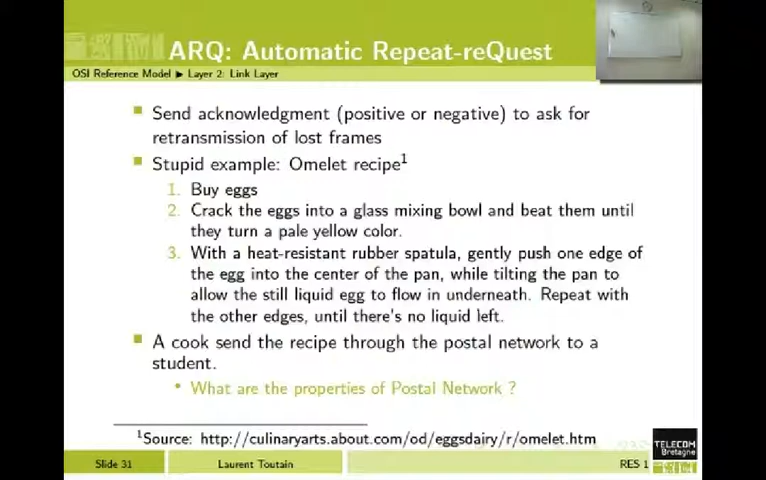 ARQ: Automatic Repeat-reQuest
OSI Reference Model ▶ Layer 2: Link Layer
Send acknowledgment (positive or negative) to ask for
retransmission of lost frames
Stupid example: Omelet recipe¹
1. Buy eggs
2. Crack the eggs into a glass mixing bowl and beat them until
they turn a pale yellow color.
3. With a heat-resistant rubber spatula, gently push one edge of
the egg into the center of the pan, while tilting the pan to
allow the still liquid egg to flow in underneath. Repeat with
the other edges, until there's no liquid left.
A cook send the recipe through the postal network to a
student.
What are the properties of Postal Network ?
¹Source: http://culinaryarts.about.com/od/eggsdairy/r/omelet.htm
TELECOM
Bretagne
Slide 31 Laurent Toutain RES 1